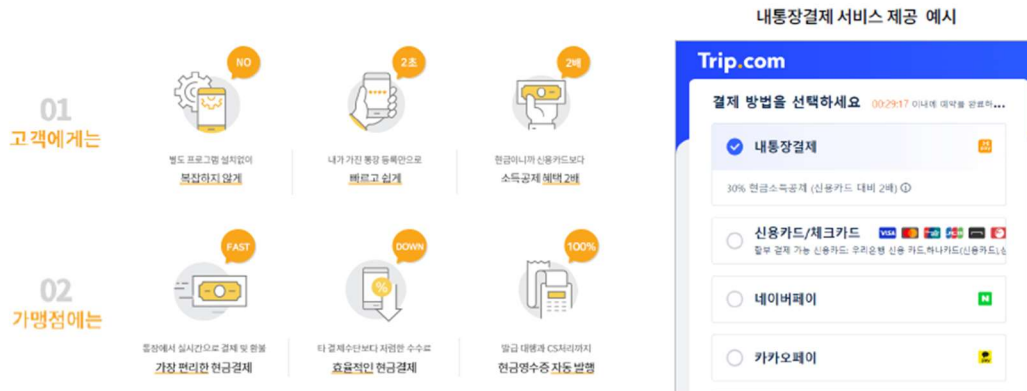 내통장결제 서비스 제공 예시
01
고객에게는
NO
별도 프로그램 설치없이
복잡하지 않게
2초
내가 가진 통장 등록만으로
빠르고 쉽게
2배
현금이니까 신용카드보다
소득공제 혜택 2배
02
가맹점에는
FAST
통장에서 실시간으로 결제 및 환불
가장 편리한 현금결제
DOWN
%
타 결제수단보다 저렴한 수수료
효율적인 현금결제
100%
발급 대행과 CS처리까지
현금영수증 자동 발행
Trip.com
결제 방법을 선택하세요 00:29:17 이내에 예약을 완료하...
내통장결제
30% 현금소득공제 (신용카드 대비 2배)
신용카드/체크카드 VISA
할부 결제 가능 신용카드: 우리은행 신용 카드,하나카드(신용카드),
네이버페이 N
카카오페이